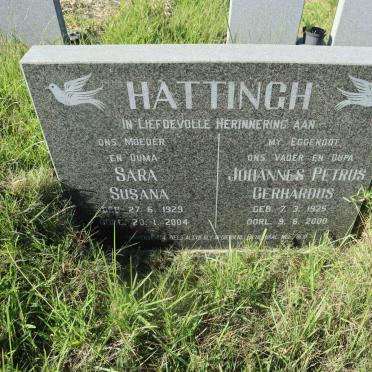 HATTINGH
IN LIEFDEVOLLE HERINNERING AAN
ONS MOEDER
EN OUMA
SARA
SUSANA
GEB. 27. 6. 1929
OORL. 20. 1. 2004
MY EGGENOOT
ONS VADER EN OUPA
JOHANNES PETRUS
GERHARDUS
GEB. 7. 3. 1925
OORL. 9. 6. 2000